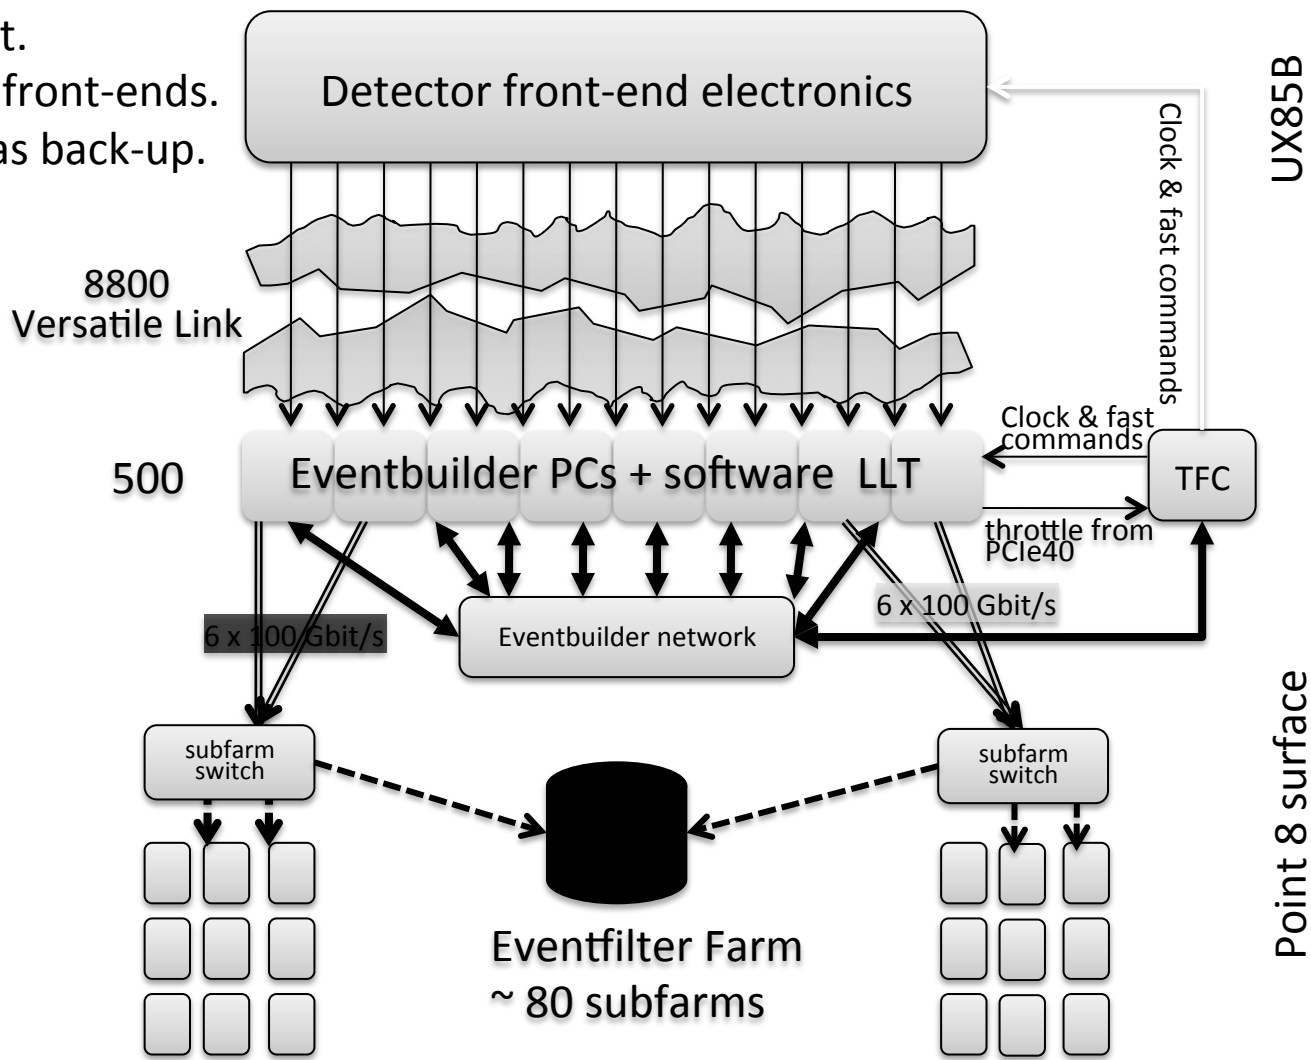 t.
front-ends.
as back-up.
Detector front-end electronics
UX85B
Clock & fast commands
8800
Versatile Link
Clock & fast
commands
500
Eventbuilder PCs + software LLT
TFC
throttle from
PCIe40
6 x 100 Gbit/s
6 x 100 Gbit/s
Eventbuilder network
subfarm
switch
subfarm
switch
Point 8 surface
Eventfilter Farm
~ 80 subfarms